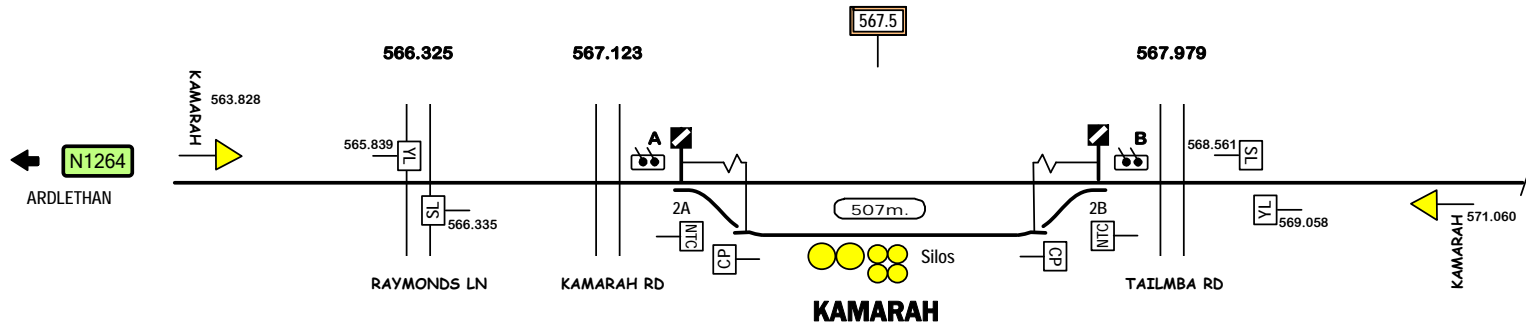 567.5
566.325
567.123
567.979
KAMARAH
563.828
A
B
565.839
YL
568.561
SL
N1264
ARDLETHAN
SL
566.335
2A
507m.
2B
YL
569.058
571.060
KAMARAH
NTC
NTC
CP
Silos
CP
RAYMONDS LN
KAMARAH RD
TAILMBA RD
KAMARAH